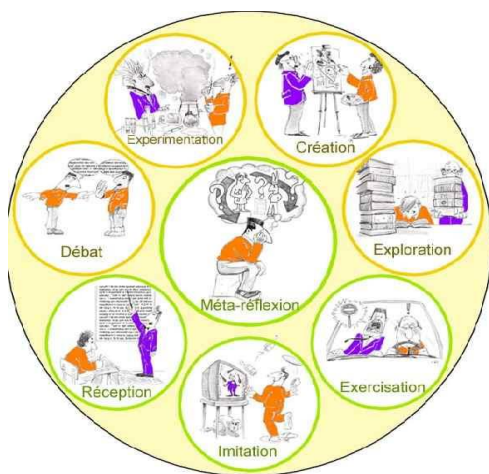 Expérimentation
Création
Débat
Exploration
Méta-réflexion
Réception
Exercisation
Imitation